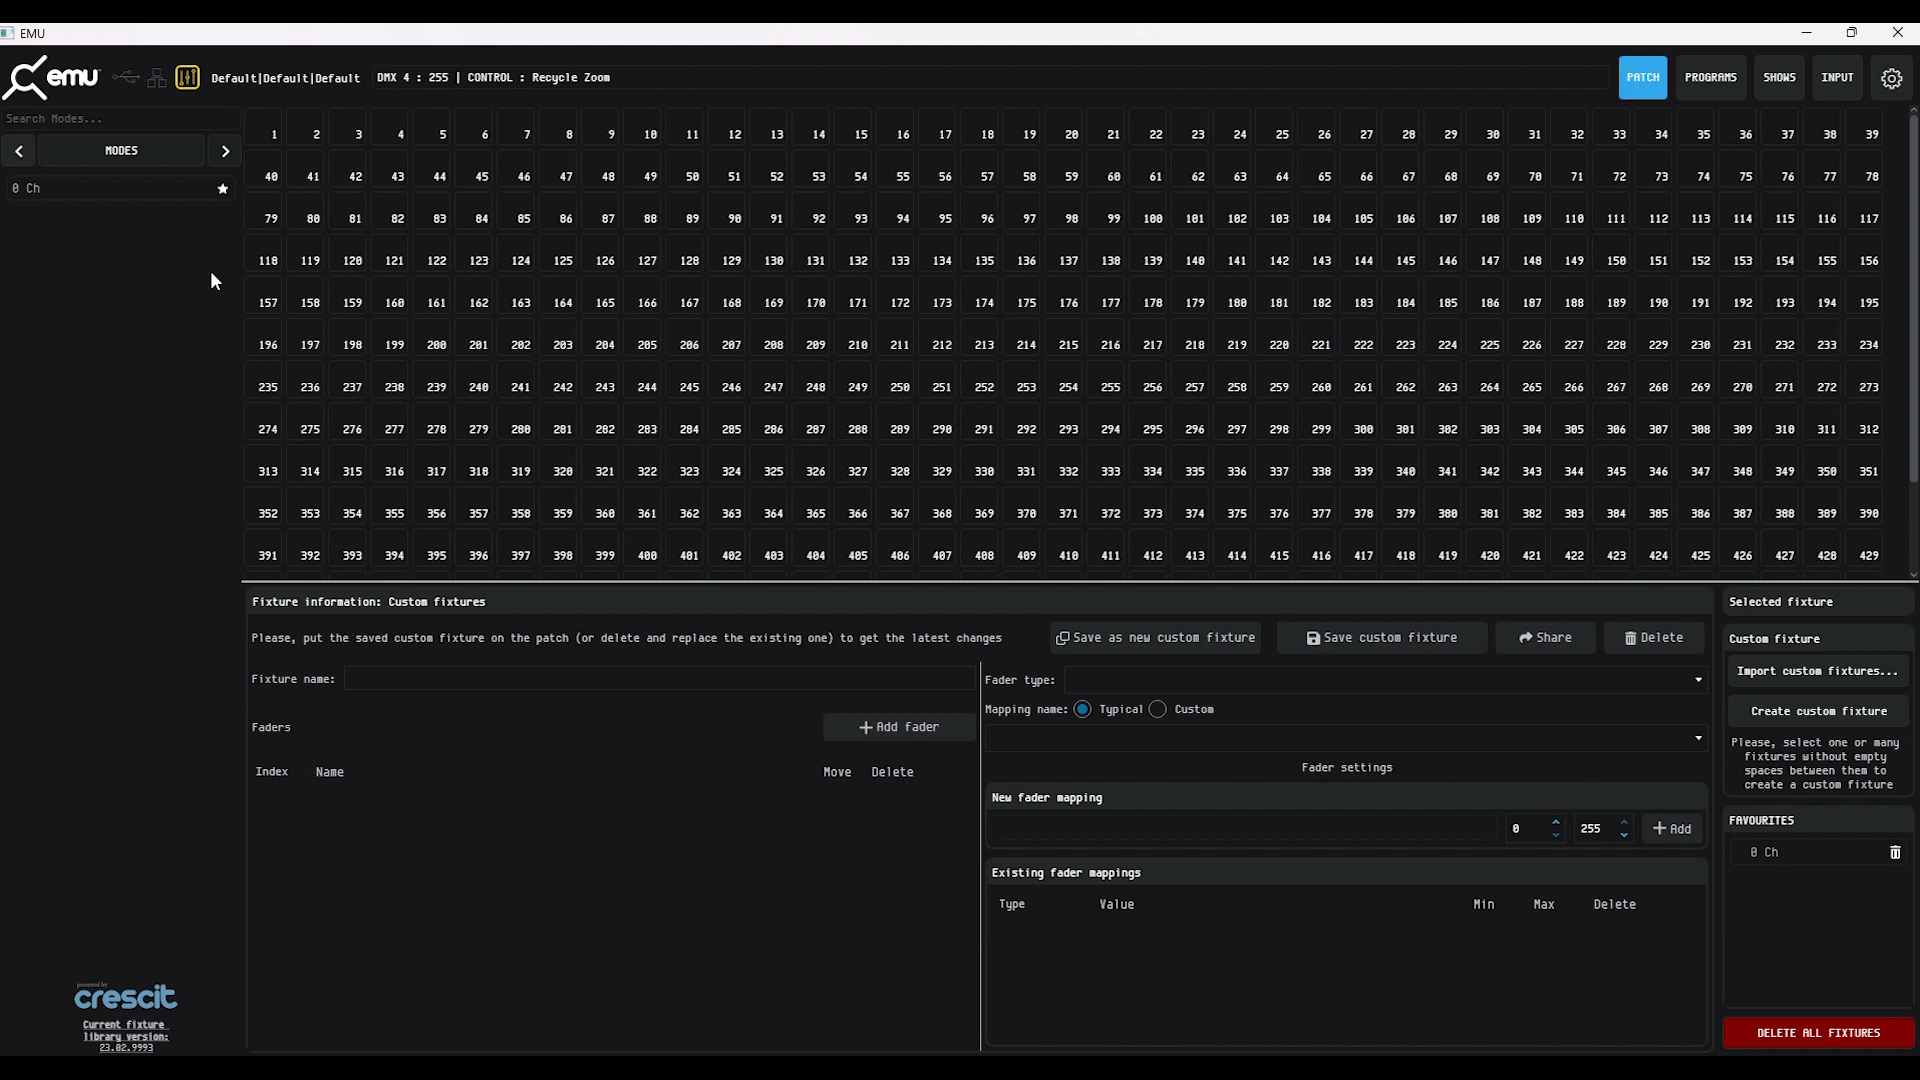 EMU
emu Default|Default|Default DMX 4 : 255 | CONTROL : Recycle Zoom PATCH PROGRAMS SHOWS INPUT
Search Modes...
MODES
0 Ch
1 2 3 4 5 6 7 8 9 10 11 12 13 14 15 16 17 18 19 20 21 22 23 24 25 26 27 28 29 30 31 32 33 34 35 36 37 38 39
40 41 42 43 44 45 46 47 48 49 50 51 52 53 54 55 56 57 58 59 60 61 62 63 64 65 66 67 68 69 70 71 72 73 74 75 76 77 78
79 80 81 82 83 84 85 86 87 88 89 90 91 92 93 94 95 96 97 98 99 100 101 102 103 104 105 106 107 108 109 110 111 112 113 114 115 116 117
118 119 120 121 122 123 124 125 126 127 128 129 130 131 132 133 134 135 136 137 138 139 140 141 142 143 144 145 146 147 148 149 150 151 152 153 154 155 156
157 158 159 160 161 162 163 164 165 166 167 168 169 170 171 172 173 174 175 176 177 178 179 180 181 182 183 184 185 186 187 188 189 190 191 192 193 194 195
196 197 198 199 200 201 202 203 204 205 206 207 208 209 210 211 212 213 214 215 216 217 218 219 220 221 222 223 224 225 226 227 228 229 230 231 232 233 234
235 236 237 238 239 240 241 242 243 244 245 246 247 248 249 250 251 252 253 254 255 256 257 258 259 260 261 262 263 264 265 266 267 268 269 270 271 272 273
274 275 276 277 278 279 280 281 282 283 284 285 286 287 288 289 290 291 292 293 294 295 296 297 298 299 300 301 302 303 304 305 306 307 308 309 310 311 312
313 314 315 316 317 318 319 320 321 322 323 324 325 326 327 328 329 330 331 332 333 334 335 336 337 338 339 340 341 342 343 344 345 346 347 348 349 350 351
352 353 354 355 356 357 358 359 360 361 362 363 364 365 366 367 368 369 370 371 372 373 374 375 376 377 378 379 380 381 382 383 384 385 386 387 388 389 390
391 392 393 394 395 396 397 398 399 400 401 402 403 404 405 406 407 408 409 410 411 412 413 414 415 416 417 418 419 420 421 422 423 424 425 426 427 428 429
Fixture information: Custom fixtures
Please, put the saved custom fixture on the patch (or delete and replace the existing one) to get the latest changes
Save as new custom fixture Save custom fixture Share Delete
Fixture name:
Faders Add fader
Index Name Move Delete
Fader type:
Mapping name: Typical Custom
Fader settings
New fader mapping
0 255 Add
Existing fader mappings
Type Value Min Max Delete
Selected fixture
Custom fixture
Import custom fixtures...
Create custom fixture
Please, select one or many
fixtures without empty
spaces between them to
create a custom fixture
FAVOURITES
0 Ch
DELETE ALL FIXTURES
powered by
crescit
Current fixture
library version:
23.02.9993